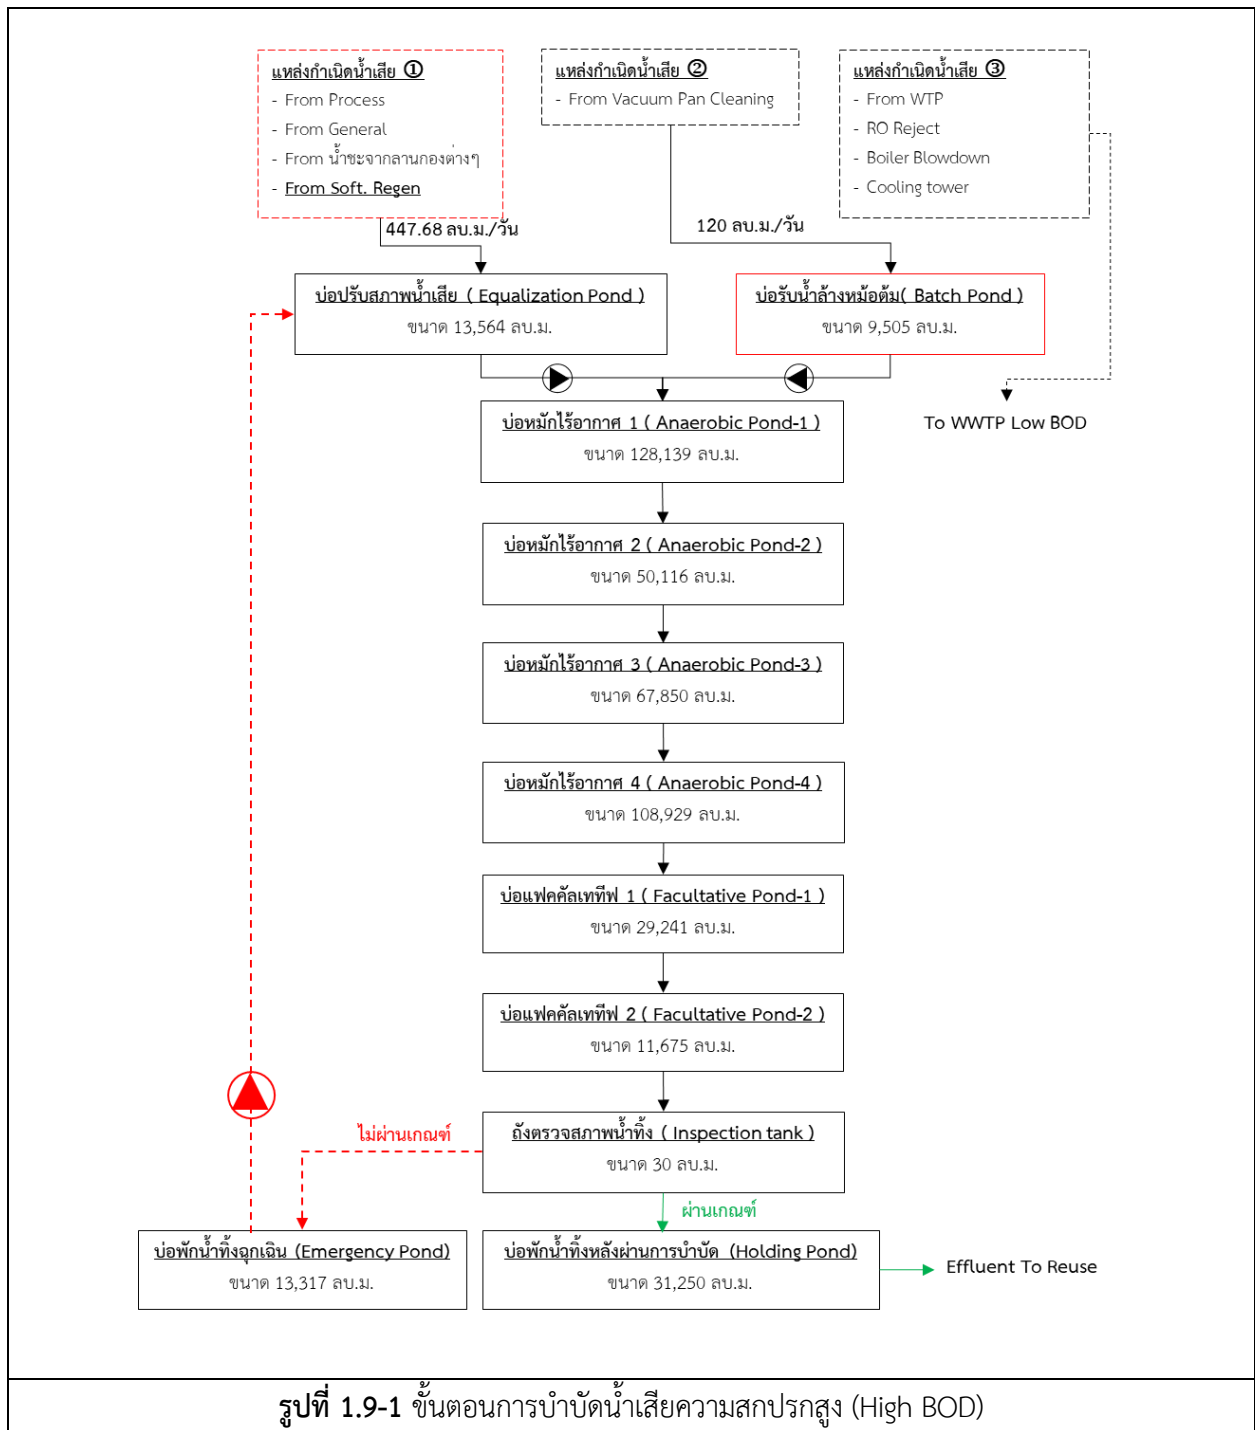 แหล่งกำเนิดน้ำเสีย ①
- From Process
- From General
- From น้ำชะจากลานกองต่างๆ
- From Soft. Regen
แหล่งกำเนิดน้ำเสีย ②
- From Vacuum Pan Cleaning
แหล่งกำเนิดน้ำเสีย ③
- From WTP
- RO Reject
- Boiler Blowdown
- Cooling tower
447.68 ลบ.ม./วัน
120 ลบ.ม./วัน
บ่อปรับสภาพน้ำเสีย ( Equalization Pond )
ขนาด 13,564 ลบ.ม.
บ่อรับน้ำล้างหม้อต้ม( Batch Pond )
ขนาด 9,505 ลบ.ม.
บ่อหมักไร้อากาศ 1 ( Anaerobic Pond-1 )
ขนาด 128,139 ลบ.ม.
To WWTP Low BOD
บ่อหมักไร้อากาศ 2 ( Anaerobic Pond-2 )
ขนาด 50,116 ลบ.ม.
บ่อหมักไร้อากาศ 3 ( Anaerobic Pond-3 )
ขนาด 67,850 ลบ.ม.
บ่อหมักไร้อากาศ 4 ( Anaerobic Pond-4 )
ขนาด 108,929 ลบ.ม.
บ่อแฟคคัลเททีฟ 1 ( Facultative Pond-1 )
ขนาด 29,241 ลบ.ม.
บ่อแฟคคัลเททีฟ 2 ( Facultative Pond-2 )
ขนาด 11,675 ลบ.ม.
ไม่ผ่านเกณฑ์
ถังตรวจสภาพน้ำทิ้ง ( Inspection tank )
ขนาด 30 ลบ.ม.
ผ่านเกณฑ์
บ่อพักน้ำทิ้งฉุกเฉิน (Emergency Pond)
ขนาด 13,317 ลบ.ม.
บ่อพักน้ำทิ้งหลังผ่านการบำบัด (Holding Pond)
ขนาด 31,250 ลบ.ม.
Effluent To Reuse
รูปที่ 1.9-1 ขั้นตอนการบำบัดน้ำเสียความสกปรกสูง (High BOD)